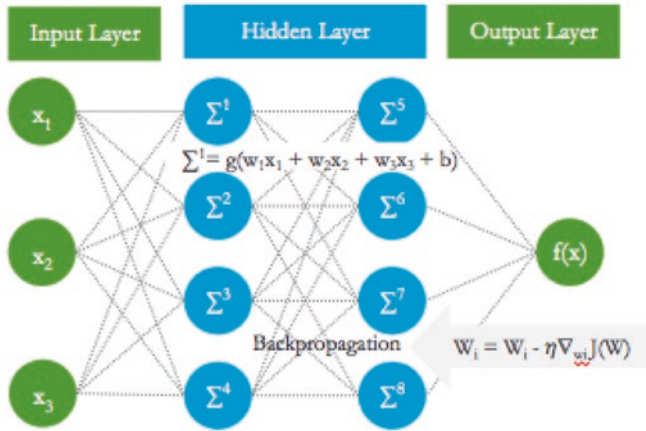 Input Layer
Hidden Layer
Output Layer
x₁
Σ¹
Σ⁵
Σ¹= g(w₁x₁ + w₂x₂ + w₃x₃ + b)
Σ²
Σ⁶
x₂
f(x)
Σ³
Σ⁷
Backpropagation
Wᵢ = Wᵢ - η∇wᵢJ(W)
x₃
Σ⁴
Σ⁸